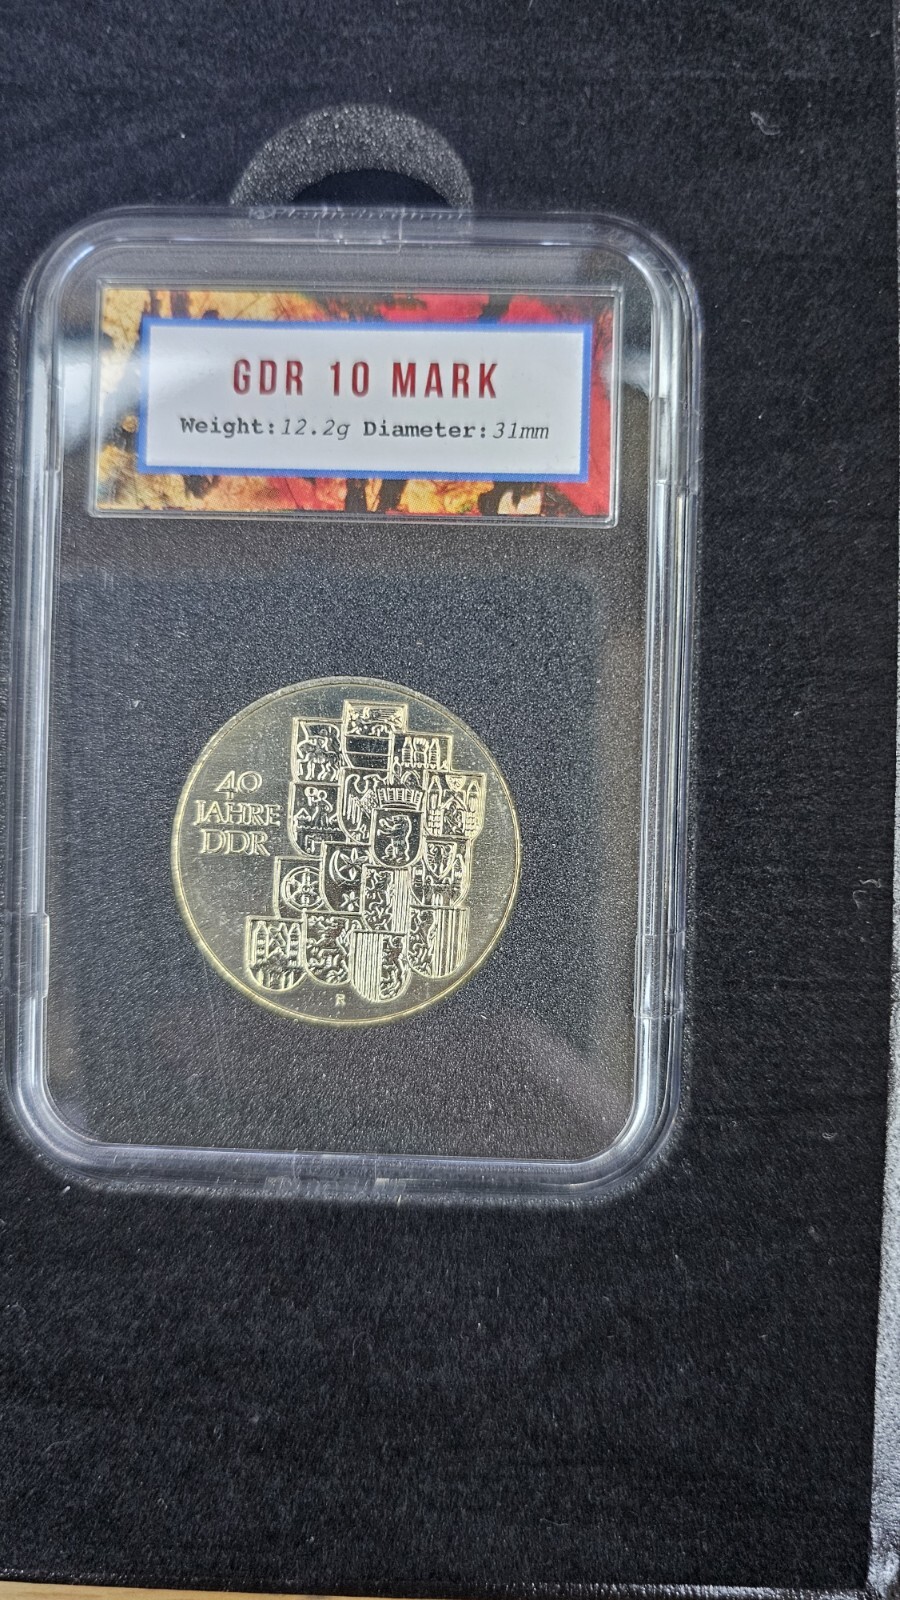 GDR 10 MARK
Weight:12.2g Diameter:31mm
40
JAHRE
DDR
R